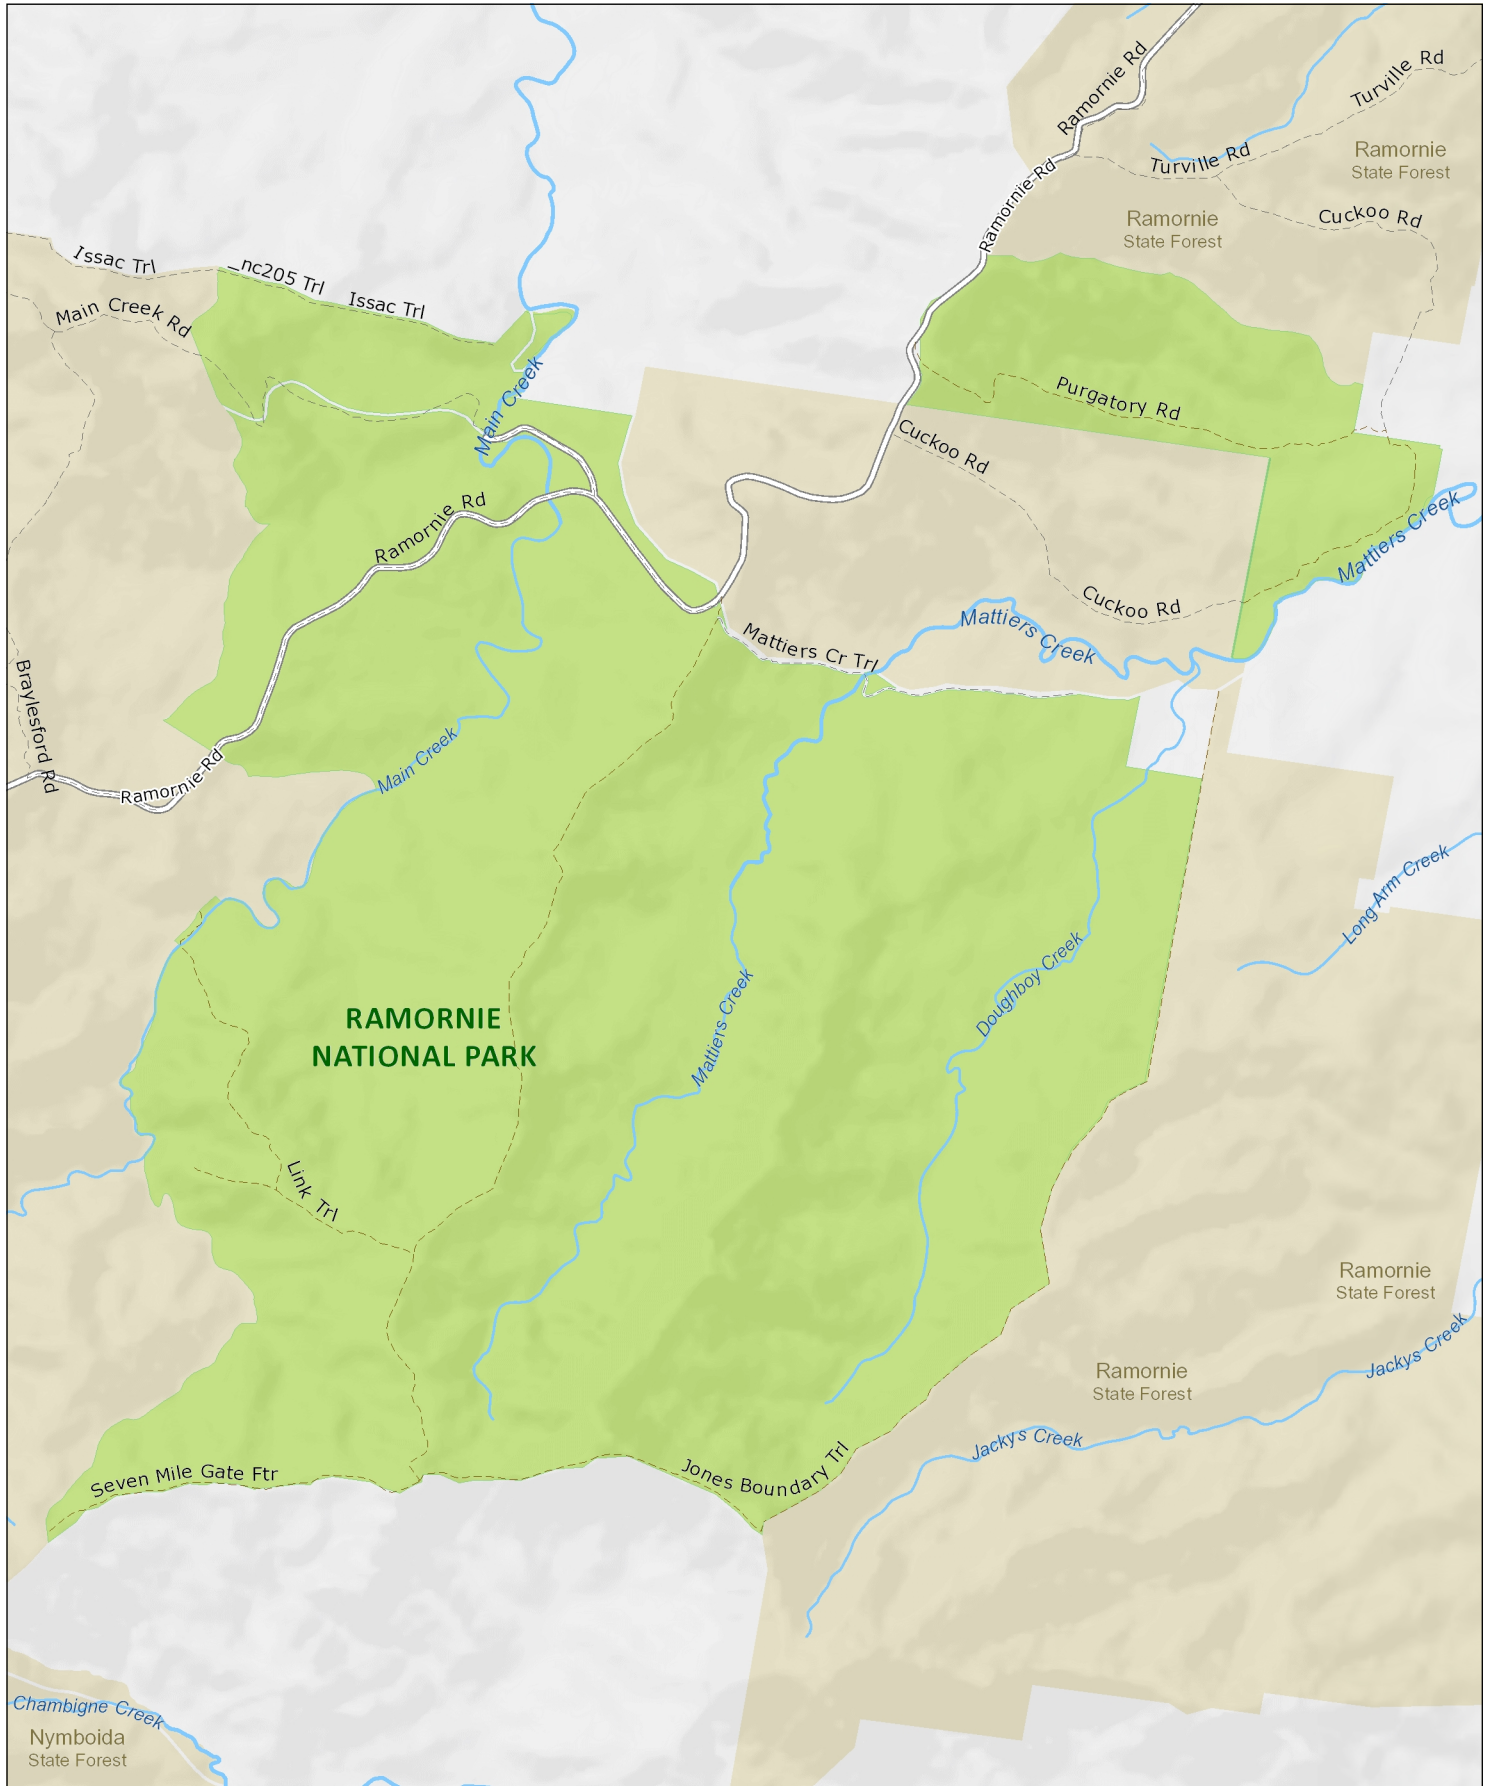 Ramornie Rd
Turville Rd
Turville Rd
Ramornie
State Forest
Ramornie Rd
Cuckoo Rd
Ramornie
State Forest
Issac Trl
_nc205 Trl
Issac Trl
Main Creek Rd
Main Creek
Purgatory Rd
Cuckoo Rd
Ramornie Rd
Mattiers Creek
Cuckoo Rd
Mattiers Creek
Mattiers Cr Trl
Braylesford Rd
Main Creek
Ramornie Rd
Long Arm Creek
Doughboy Creek
Mattiers Creek
RAMORNIE
NATIONAL PARK
Link Trl
Ramornie
State Forest
Jackys Creek
Ramornie
State Forest
Jackys Creek
Seven Mile Gate Ftr
Jones Boundary Trl
Chambigne Creek
Nymboida
State Forest